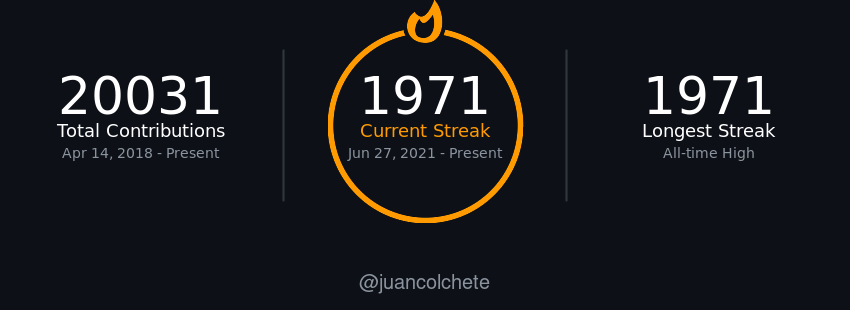 20031
Total Contributions
Apr 14, 2018 - Present
1971
Current Streak
Jun 27, 2021 - Present
1971
Longest Streak
All-time High
@juancolchete